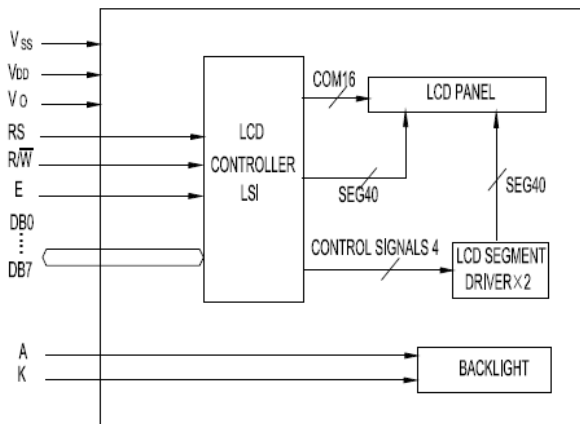 VSS
VDD
VO
RS
R/W̅
E
DB0
DB7
A
K
LCD
CONTROLLER
LSI
COM16
LCD PANEL
SEG40
SEG40
CONTROL SIGNALS 4
LCD SEGMENT
DRIVER×2
BACKLIGHT